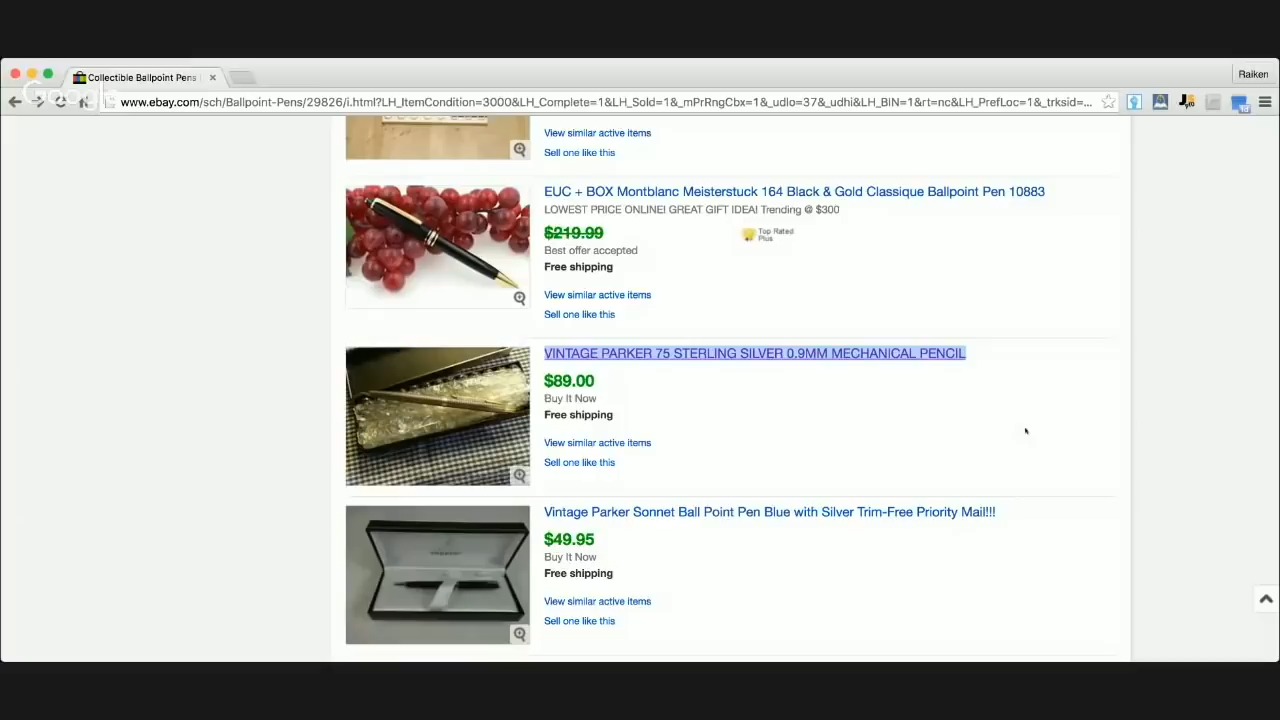 Collectible Ballpoint Pens
Raiken
Google
www.ebay.com/sch/Ballpoint-Pens/29826/i.html?LH_ItemCondition=3000&LH_Complete=1&LH_Sold=1&_mPrRngCbx=1&_udlo=37&_udhi&LH_BIN=1&rt=nc&LH_PrefLoc=1&_trksid=...
View similar active items
Sell one like this
EUC + BOX Montblanc Meisterstuck 164 Black & Gold Classique Ballpoint Pen 10883
LOWEST PRICE ONLINE! GREAT GIFT IDEA! Trending @ $300
$219.99
Top Rated
Plus
Best offer accepted
Free shipping
View similar active items
Sell one like this
VINTAGE PARKER 75 STERLING SILVER 0.9MM MECHANICAL PENCIL
$89.00
Buy It Now
Free shipping
View similar active items
Sell one like this
Vintage Parker Sonnet Ball Point Pen Blue with Silver Trim-Free Priority Mail!!!
$49.95
Buy It Now
Free shipping
View similar active items
Sell one like this